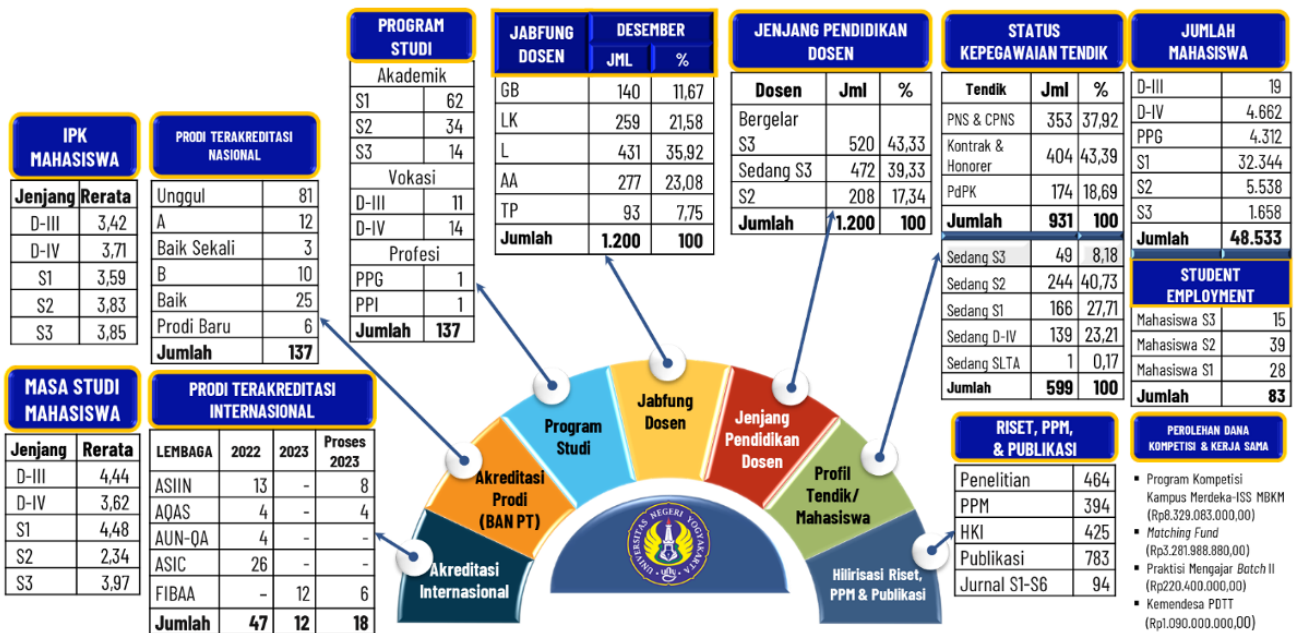 IPK
MAHASISWA
Jenjang Rerata
D-III 3,42
D-IV 3,71
S1 3,59
S2 3,83
S3 3,85
MASA STUDI
MAHASISWA
Jenjang Rerata
D-III 4,44
D-IV 3,62
S1 4,48
S2 2,34
S3 3,97
PRODI TERAKREDITASI
NASIONAL
Unggul 81
A 12
Baik Sekali 3
B 10
Baik 25
Prodi Baru 6
Jumlah 137
PRODI TERAKREDITASI
INTERNASIONAL
LEMBAGA 2022 2023 Proses 2023
ASIIN 13 - 8
AQAS 4 - 4
AUN-QA 4 - -
ASIC 26 - -
FIBAA - 12 6
Jumlah 47 12 18
PROGRAM
STUDI
Akademik
S1 62
S2 34
S3 14
Vokasi
D-III 11
D-IV 14
Profesi
PPG 1
PPI 1
Jumlah 137
JABFUNG DOSEN DESEMBER
JML %
GB 140 11,67
LK 259 21,58
L 431 35,92
AA 277 23,08
TP 93 7,75
Jumlah 1.200 100
JENJANG PENDIDIKAN
DOSEN
Dosen Jml %
Bergelar
S3 520 43,33
Sedang S3 472 39,33
S2 208 17,34
Jumlah 1.200 100
STATUS
KEPEGAWAIAN TENDIK
Tendik Jml %
PNS & CPNS 353 37,92
Kontrak &
Honorer 404 43,39
PdPK 174 18,69
Jumlah 931 100
Sedang S3 49 8,18
Sedang S2 244 40,73
Sedang S1 166 27,71
Sedang D-IV 139 23,21
Sedang SLTA 1 0,17
Jumlah 599 100
JUMLAH
MAHASISWA
D-III 19
D-IV 4.662
PPG 4.312
S1 32.344
S2 5.538
S3 1.658
Jumlah 48.533
STUDENT
EMPLOYMENT
Mahasiswa S3 15
Mahasiswa S2 39
Mahasiswa S1 28
Jumlah 83
RISET, PPM,
& PUBLIKASI
Penelitian 464
PPM 394
HKI 425
Publikasi 783
Jurnal S1-S6 94
PEROLEHAN DANA
KOMPETISI & KERJA SAMA
▪ Program Kompetisi
Kampus Merdeka-ISS MBKM
(Rp8.329.083.000,00)
▪ Matching Fund
(Rp3.281.988.880,00)
▪ Praktisi Mengajar Batch II
(Rp220.400.000,00)
▪ Kemendesa PDTT
(Rp1.090.000.000,00)
Akreditasi
Internasional
Akreditasi
Prodi
(BAN PT)
Program
Studi
Jabfung
Dosen
Jenjang
Pendidikan
Dosen
Profil
Tendik/
Mahasiswa
Hilirisasi Riset,
PPM & Publikasi
UNIVERSITAS NEGERI YOGYAKARTA